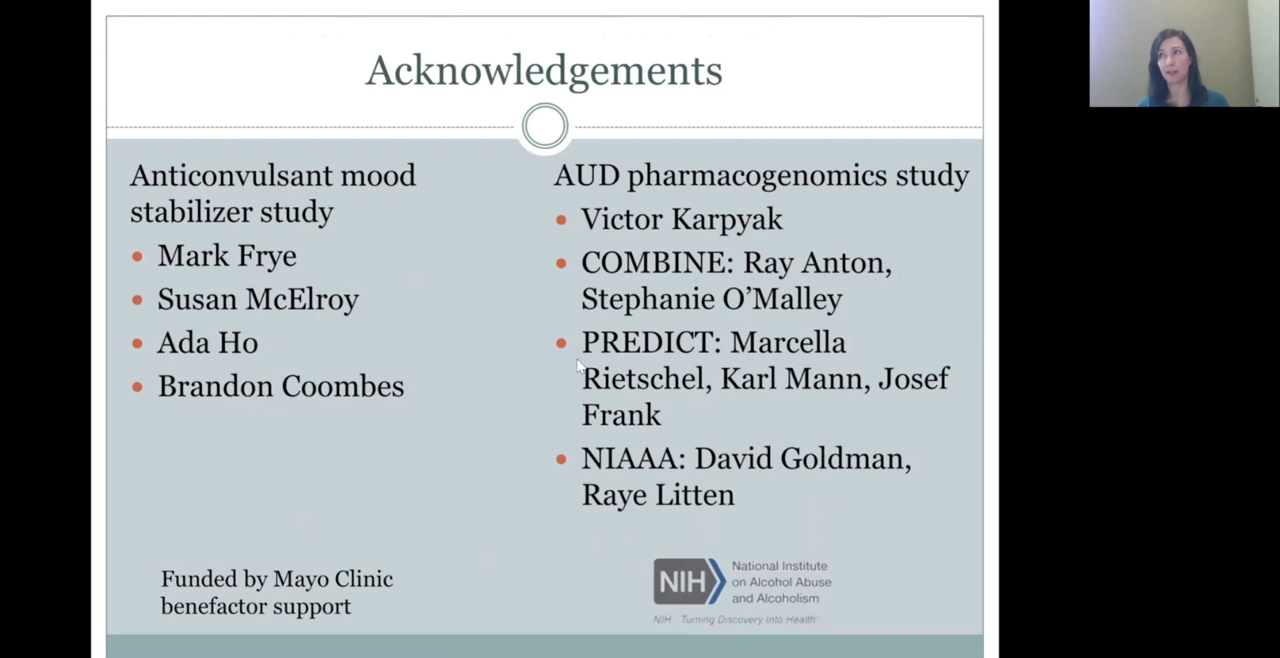 Acknowledgements
Anticonvulsant mood
stabilizer study
Mark Frye
Susan McElroy
Ada Ho
Brandon Coombes
Funded by Mayo Clinic
benefactor support
AUD pharmacogenomics study
Victor Karpyak
COMBINE: Ray Anton,
Stephanie O’Malley
PREDICT: Marcella
Rietschel, Karl Mann, Josef
Frank
NIAAA: David Goldman,
Raye Litten
NIH
National Institute
on Alcohol Abuse
and Alcoholism
NIH Turning Discovery Into Health